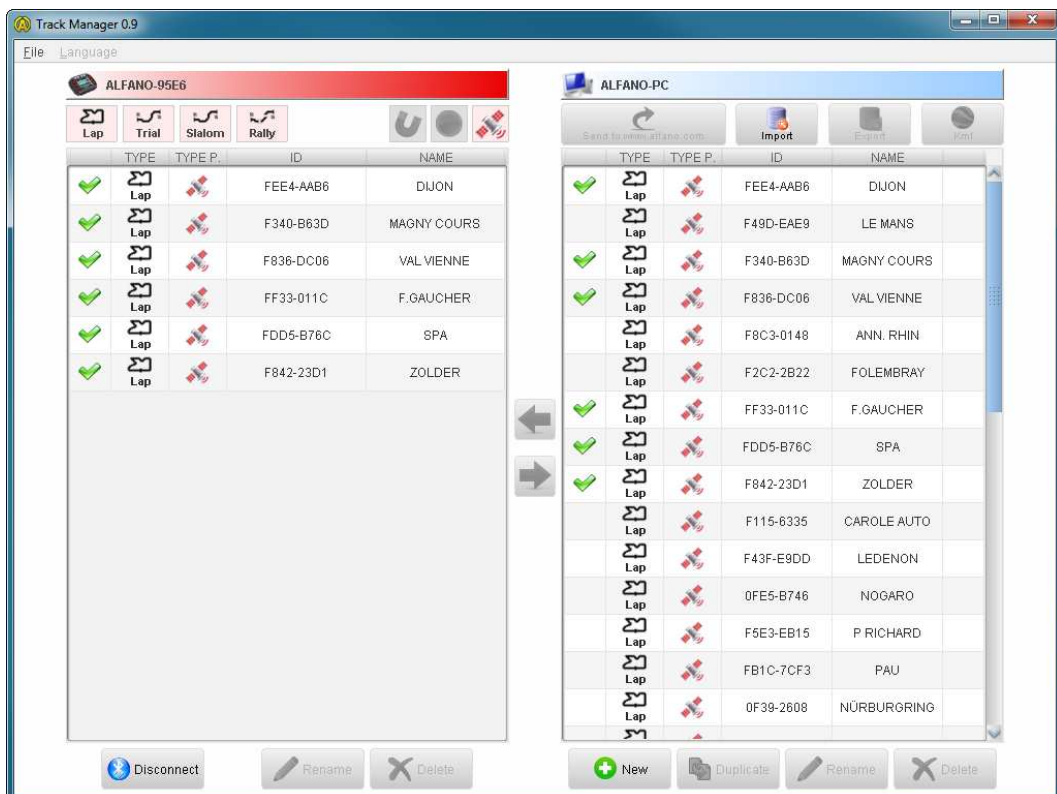 Track Manager 0.9
File Language
ALFANO-95E6
Lap Trial Slalom Rally
TYPE TYPE P. ID NAME
Lap FEE4-AAB6 DIJON
Lap F340-B63D MAGNY COURS
Lap F836-DC06 VAL VIENNE
Lap FF33-011C F.GAUCHER
Lap FDD5-B76C SPA
Lap F842-23D1 ZOLDER
Disconnect Rename Delete
ALFANO-PC
Send to www.alfano.com Import Export Kml
TYPE TYPE P. ID NAME
Lap FEE4-AAB6 DIJON
Lap F49D-EAE9 LE MANS
Lap F340-B63D MAGNY COURS
Lap F836-DC06 VAL VIENNE
Lap F8C3-0148 ANN. RHIN
Lap F2C2-2B22 FOLEMBRAY
Lap FF33-011C F.GAUCHER
Lap FDD5-B76C SPA
Lap F842-23D1 ZOLDER
Lap F115-6335 CAROLE AUTO
Lap F43F-E9DD LEDENON
Lap 0FE5-B746 NOGARO
Lap F5E3-EB15 P RICHARD
Lap FB1C-7CF3 PAU
Lap 0F39-2608 NÜRBURGRING
New Duplicate Rename Delete